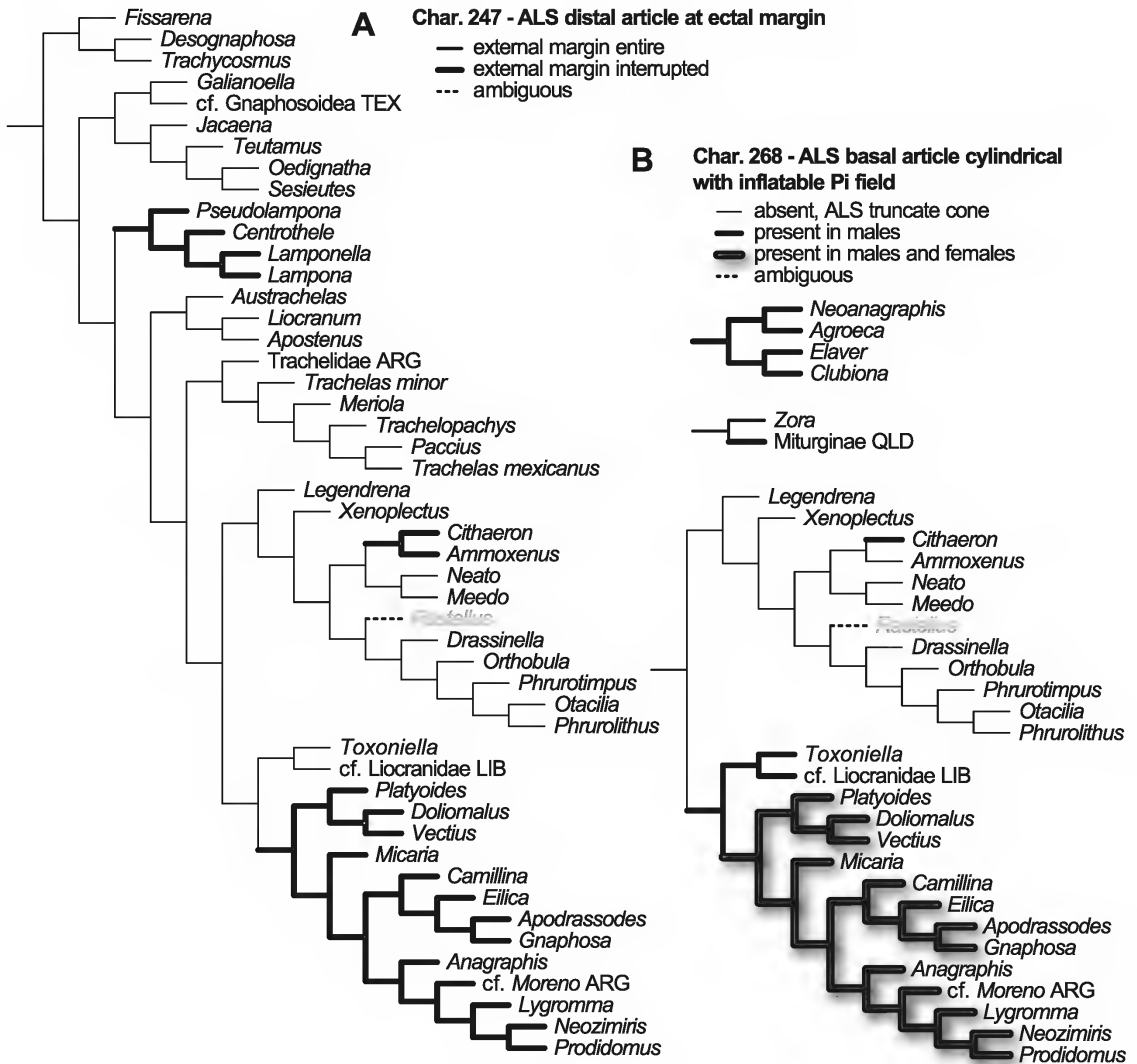 A
Char. 247 - ALS distal article at ectal margin
external margin entire
external margin interrupted
ambiguous
Fissarena
Desognaphosa
Trachycosmus
Galianoella
cf. Gnaphosoidea TEX
Jacaena
Teutamus
Oedignatha
Sesieutes
Pseudolampona
Centrothele
Lamponella
Lampona
Austrachelas
Liocranum
Apostenus
Trachelidae ARG
Trachelas minor
Meriola
Trachelopachys
Paccius
Trachelas mexicanus
Legendrena
Xenoplectus
Cithaeron
Ammoxenus
Neato
Meedo
Drassinella
Orthobula
Phrurotimpus
Otacilia
Phrurolithus
Toxoniella
cf. Liocranidae LIB
Platyoides
Doliomalus
Vectius
Micaria
Camillina
Eilica
Apodrassodes
Gnaphosa
Anagraphis
cf. Moreno ARG
Lygromma
Neozimiris
Prodidomus
B
Char. 268 - ALS basal article cylindrical
with inflatable Pi field
absent, ALS truncate cone
present in males
present in males and females
ambiguous
Neoanagraphis
Agroeca
Elaver
Clubiona
Zora
Miturginae QLD
Legendrena
Xenoplectus
Cithaeron
Ammoxenus
Neato
Meedo
Drassinella
Orthobula
Phrurotimpus
Otacilia
Phrurolithus
Toxoniella
cf. Liocranidae LIB
Platyoides
Doliomalus
Vectius
Micaria
Camillina
Eilica
Apodrassodes
Gnaphosa
Anagraphis
cf. Moreno ARG
Lygromma
Neozimiris
Prodidomus